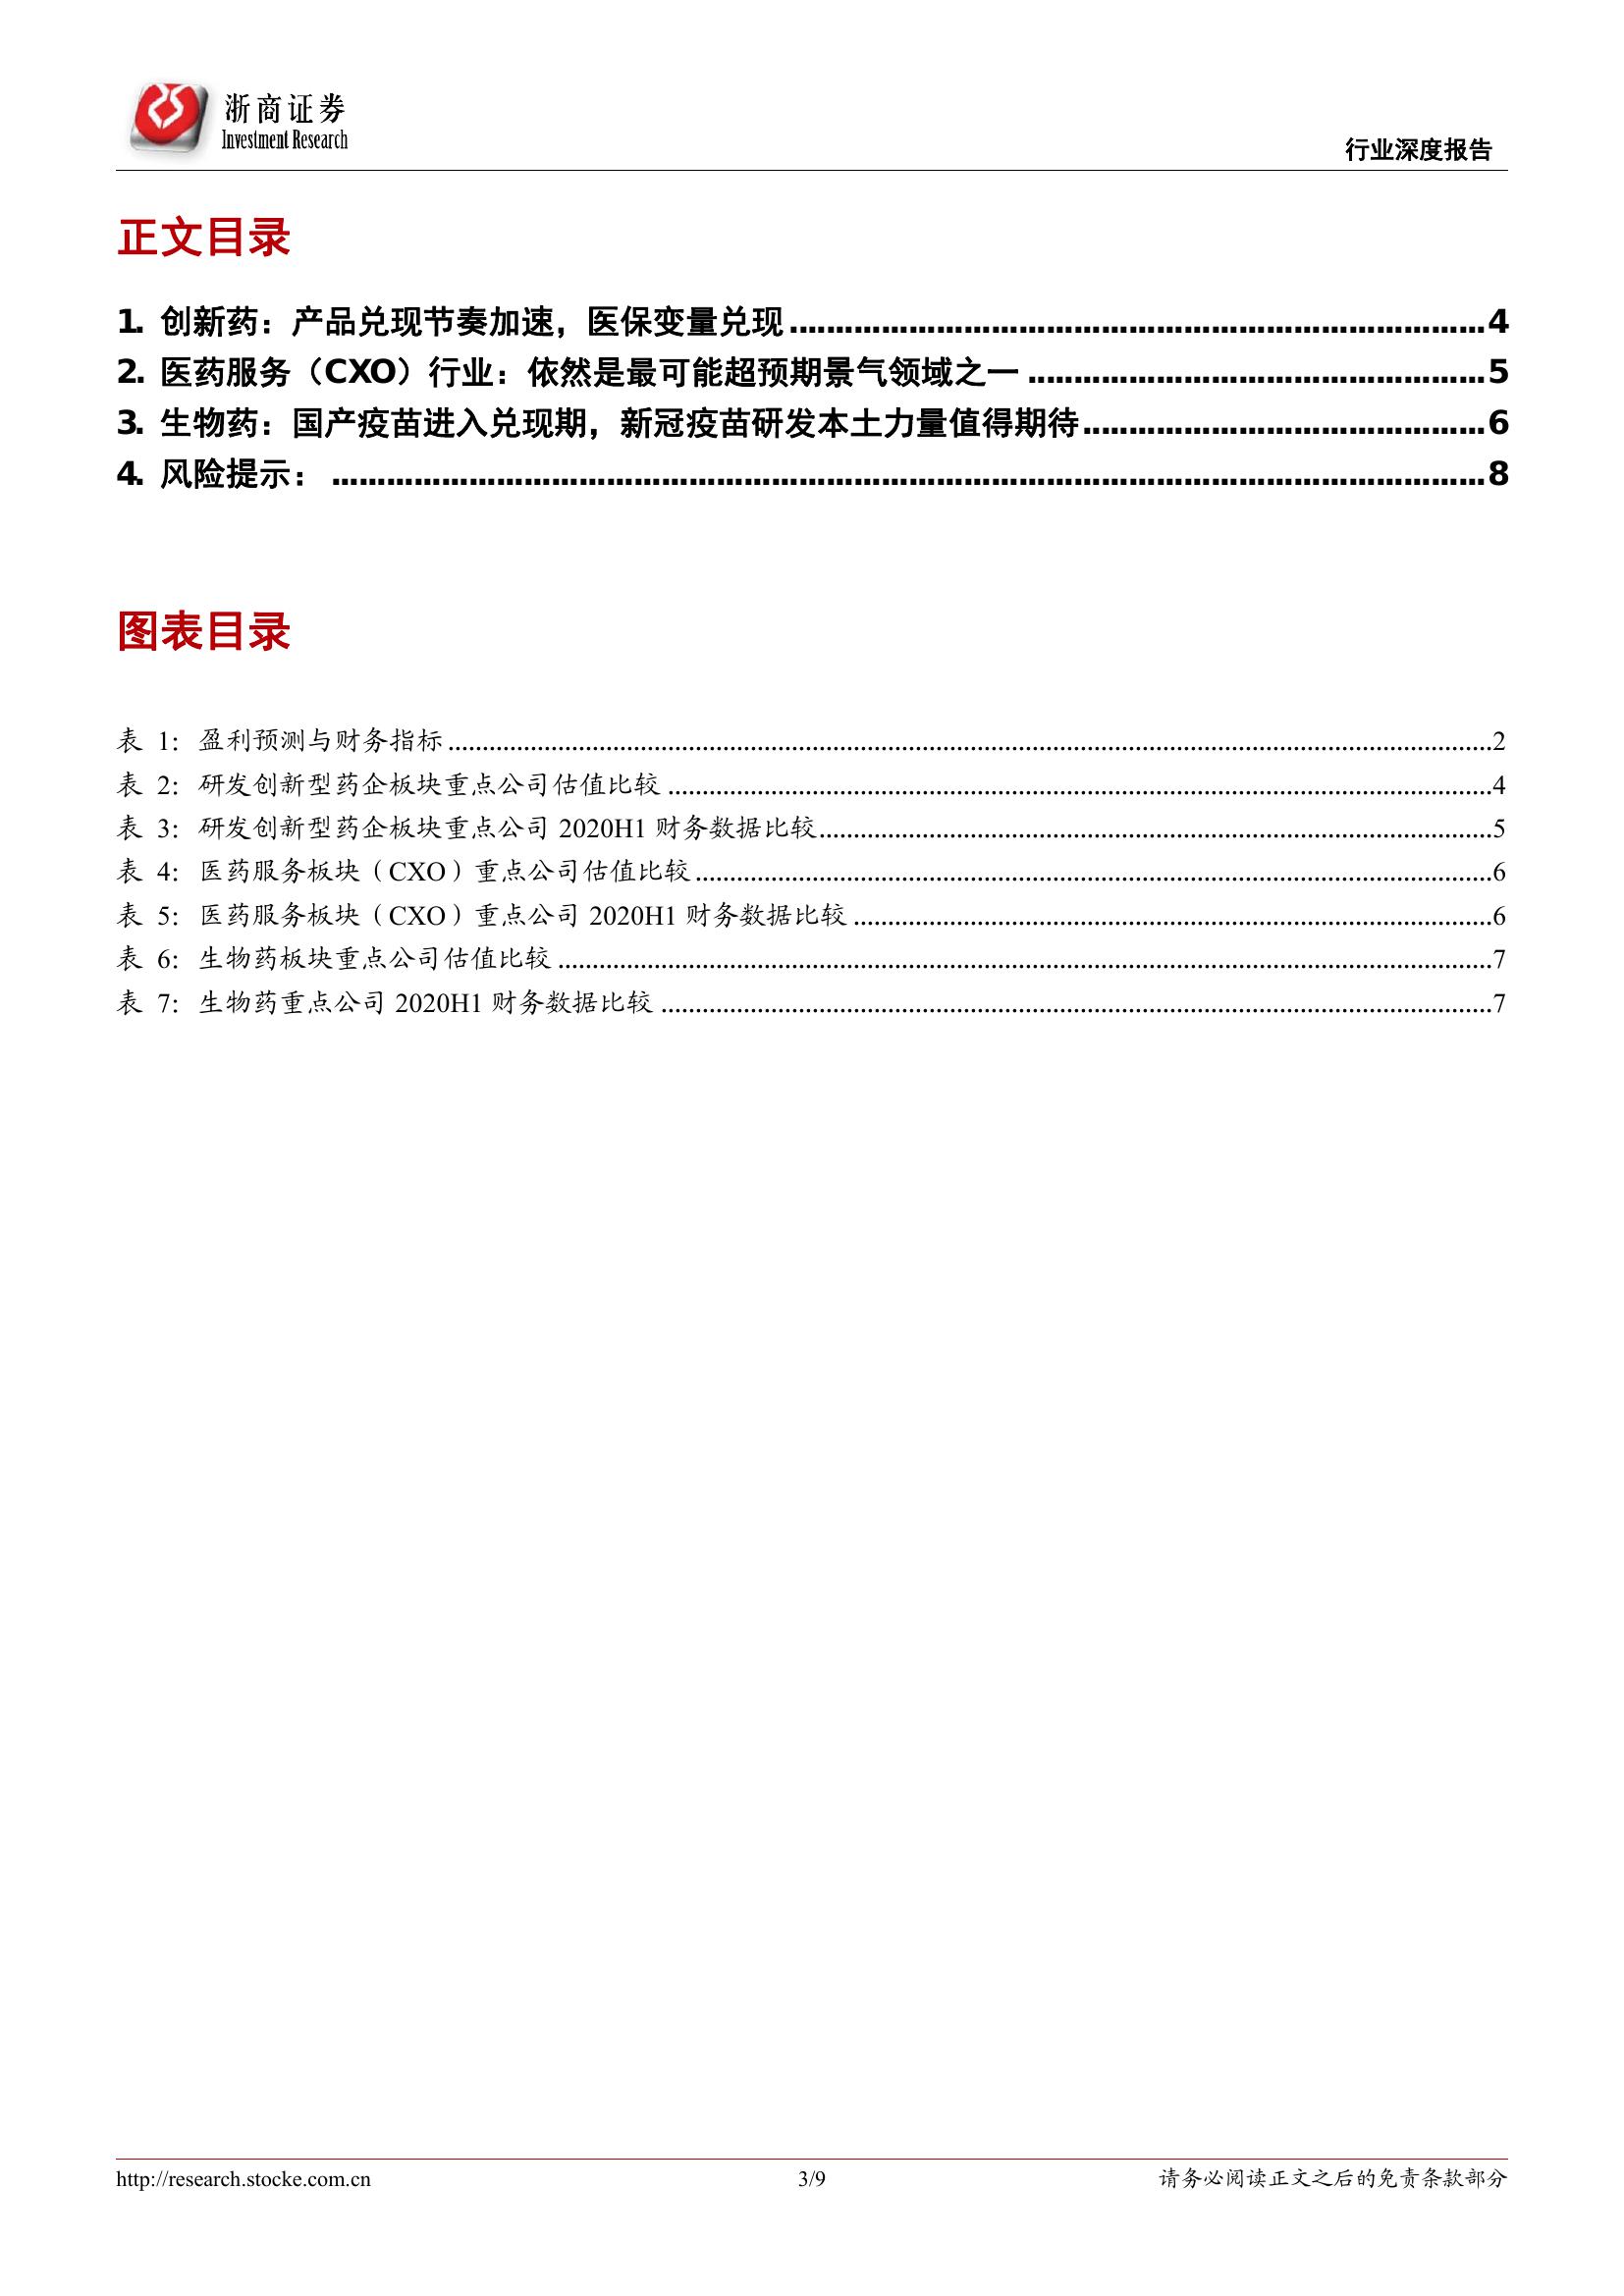 浙商证券
Investment Research
行业深度报告
正文目录
1. 创新药：产品兑现节奏加速，医保变量兑现........................................4
2. 医药服务（CXO）行业：依然是最可能超预期景气领域之一........................................5
3. 生物药：国产疫苗进入兑现期，新冠疫苗研发本土力量值得期待........................................6
4. 风险提示：........................................8
图表目录
表 1：盈利预测与财务指标........................................2
表 2：研发创新型药企板块重点公司估值比较........................................4
表 3：研发创新型药企板块重点公司 2020H1 财务数据比较........................................5
表 4：医药服务板块（CXO）重点公司估值比较........................................6
表 5：医药服务板块（CXO）重点公司 2020H1 财务数据比较........................................6
表 6：生物药板块重点公司估值比较........................................7
表 7：生物药重点公司 2020H1 财务数据比较........................................7
http://research.stocke.com.cn 3/9 请务必阅读正文之后的免责条款部分